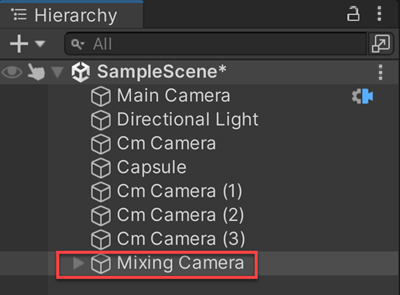 Hierarchy
All
SampleScene*
Main Camera
Directional Light
Cm Camera
Capsule
Cm Camera (1)
Cm Camera (2)
Cm Camera (3)
Mixing Camera